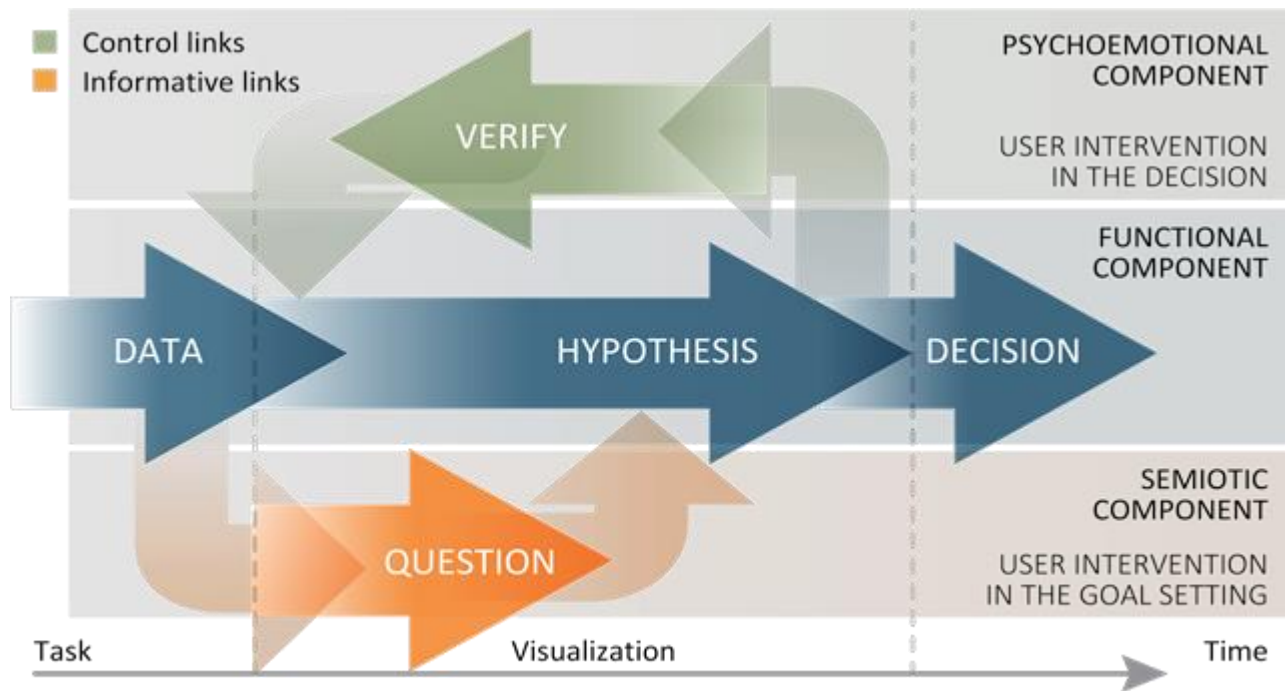 Control links
Informative links
PSYCHOEMOTIONAL
COMPONENT
VERIFY
USER INTERVENTION
IN THE DECISION
FUNCTIONAL
COMPONENT
DATA
HYPOTHESIS
DECISION
SEMIOTIC
COMPONENT
QUESTION
USER INTERVENTION
IN THE GOAL SETTING
Task
Visualization
Time